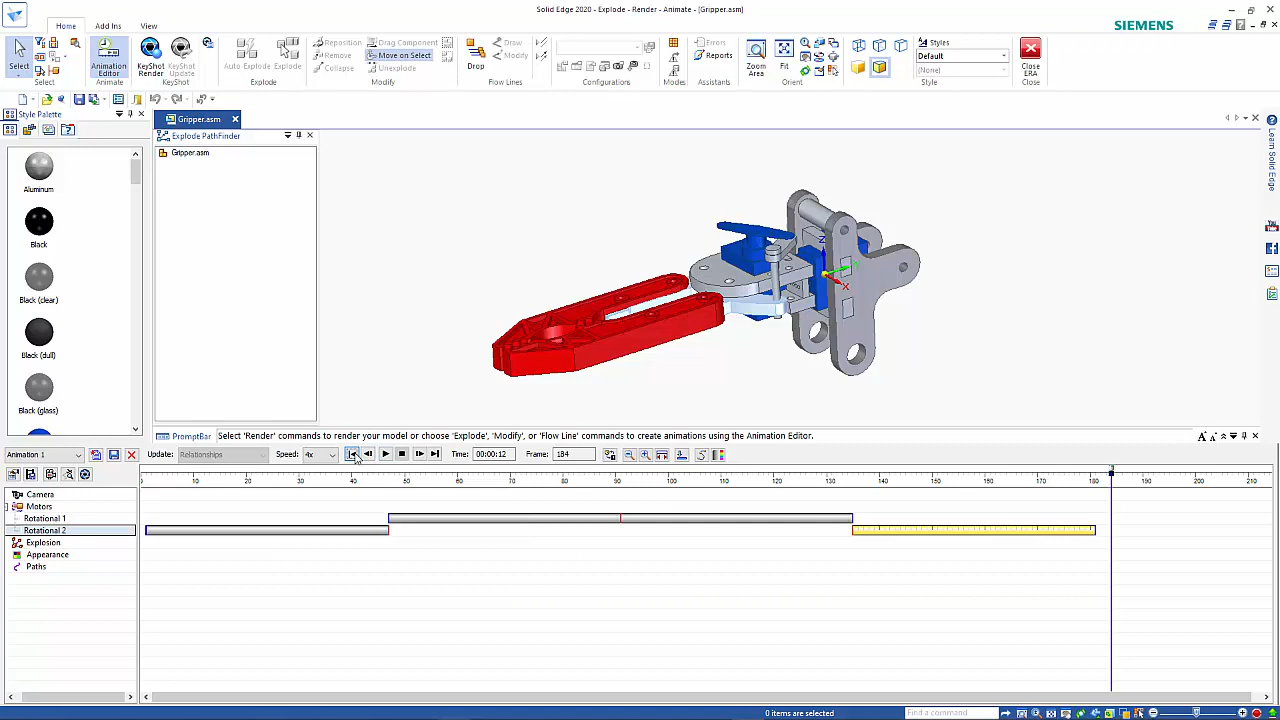 Solid Edge 2020 - Explode - Render - Animate - [Gripper.asm]
Home
Add Ins
View
SIEMENS
Select
Animation Editor
KeyShot Render
KeyShot Update
Auto-Explode
Explode
Reposition
Remove
Collapse
Drag Component
Move on Select
Unexplode
Drop
Draw
Modify
Errors
Reports
Zoom Area
Fit
Styles
Default
(None)
Close ERA
Select
Animate
KeyShot
Explode
Modify
Flow Lines
Configurations
Modes
Assistants
Orient
Style
Close
Style Palette
Gripper.asm
Explode PathFinder
Gripper.asm
Learn Solid Edge
Aluminum
Black
Black (clear)
Black (dull)
Black (glass)
Z
X
PromptBar
Select 'Render' commands to render your model or choose 'Explode', 'Modify', or 'Flow Line' commands to create animations using the Animation Editor.
Animation 1
Update: Relationships
Speed: 4x
Time: 00:00:12
Frame: 184
0 10 20 30 40 50 60 70 80 90 100 110 120 130 140 150 160 170 180 190 200 210
Camera
Motors
Rotational 1
Rotational 2
Explosion
Appearance
Paths
0 items are selected
Find a command